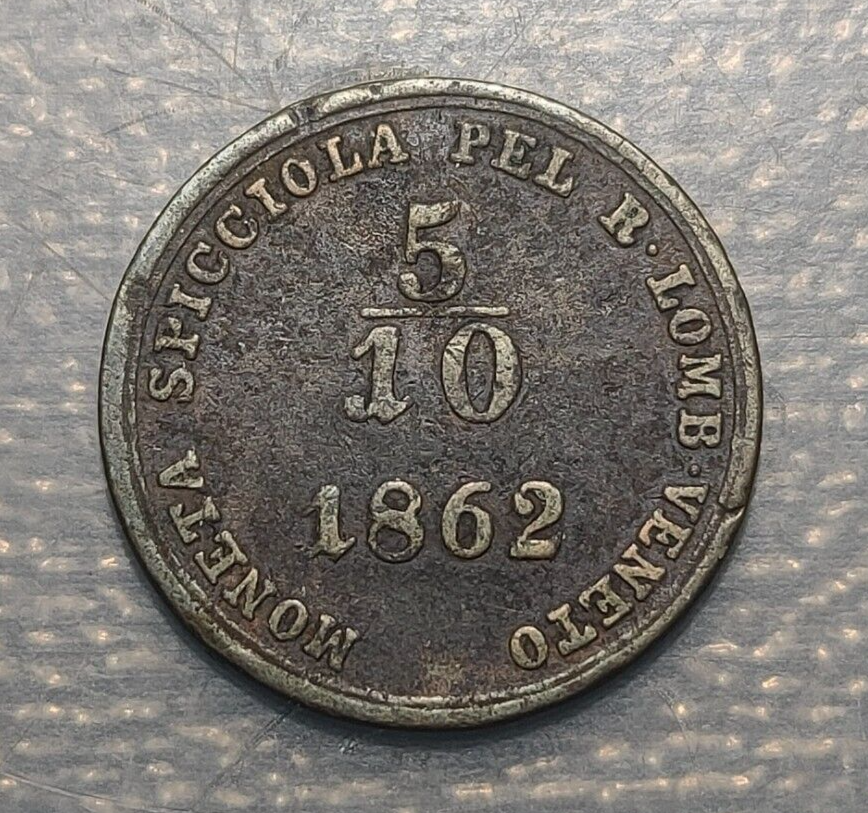 MONETA SPICCIOLA PEL R·LOMB·VENETO
5
10
1862